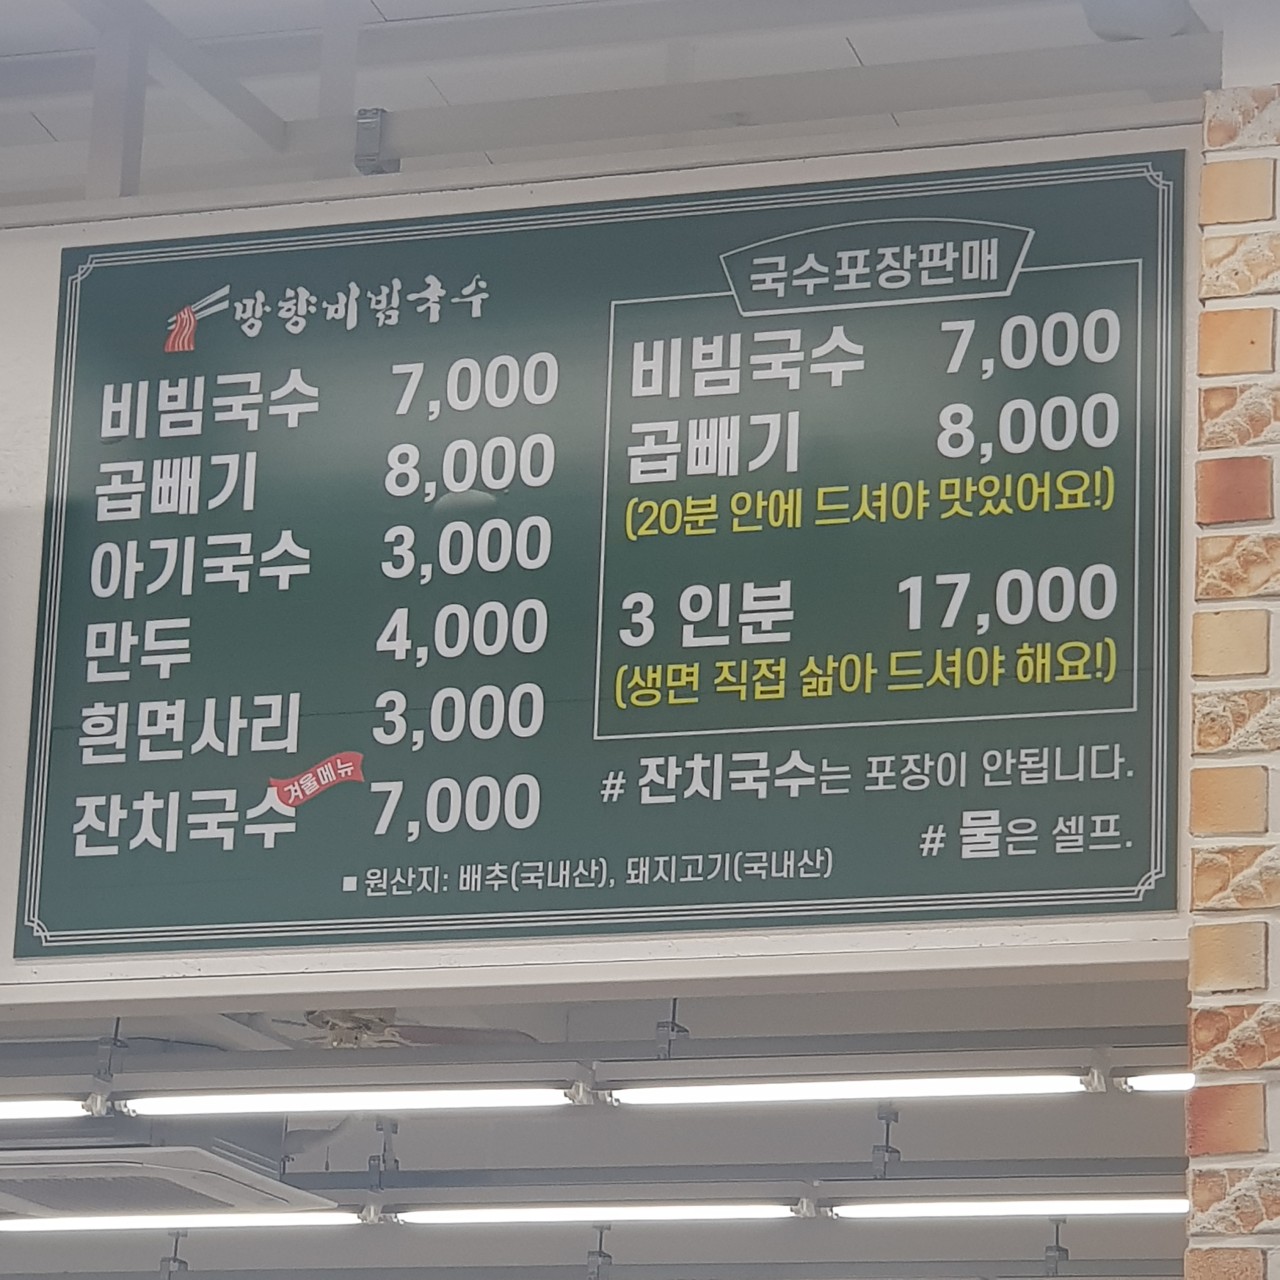 망향비빔국수
비빔국수 7,000
곱빼기 8,000
아기국수 3,000
만두 4,000
흰면사리 3,000
겨울메뉴
잔치국수 7,000
국수포장판매
비빔국수 7,000
곱빼기 8,000
(20분 안에 드셔야 맛있어요!)
3 인분 17,000
(생면 직접 삶아 드셔야 해요!)
# 잔치국수는 포장이 안됩니다.
# 물은 셀프.
■ 원산지: 배추(국내산), 돼지고기(국내산)